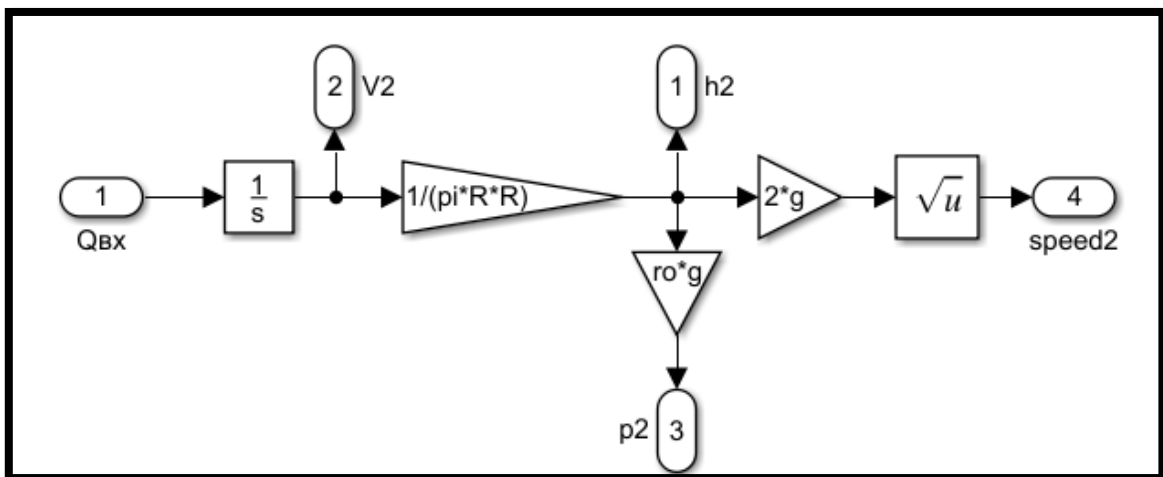 2
V2
1
h2
1
Qвх
1
s
1/(pi*R*R)
2*g
√u
4
speed2
ro*g
p2
3